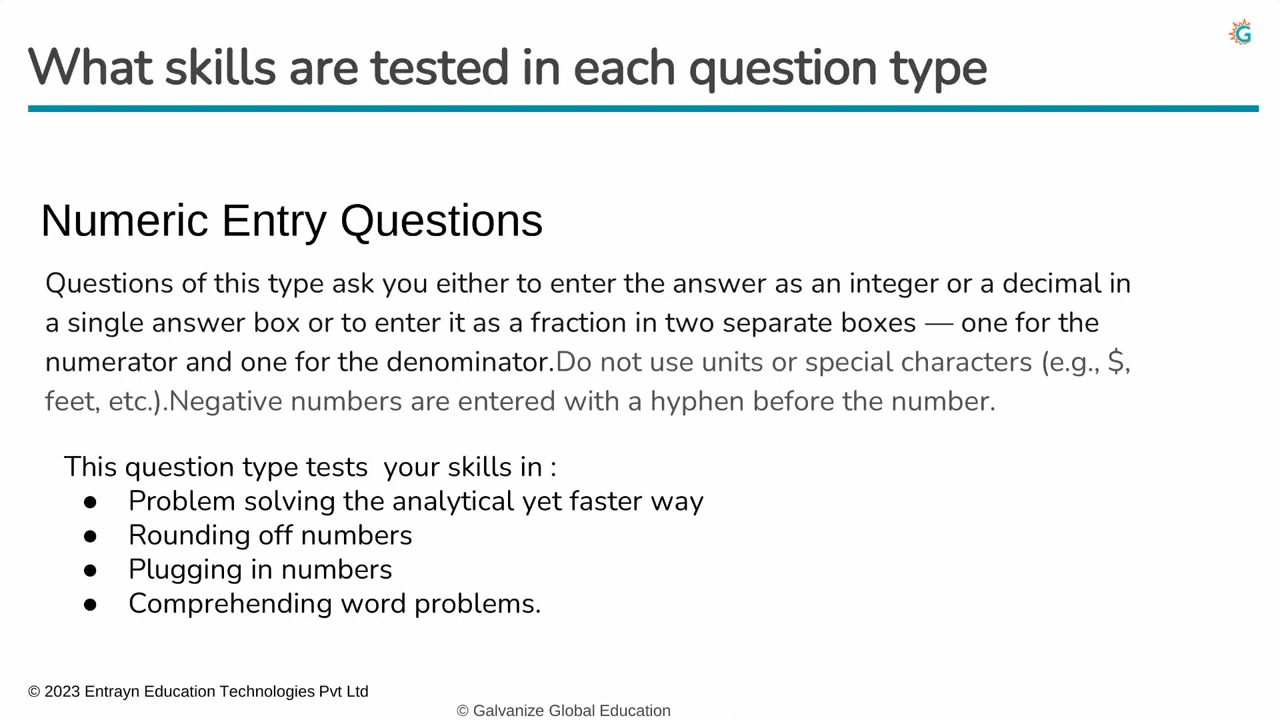 What skills are tested in each question type
G
Numeric Entry Questions
Questions of this type ask you either to enter the answer as an integer or a decimal in
a single answer box or to enter it as a fraction in two separate boxes — one for the
numerator and one for the denominator.Do not use units or special characters (e.g., $,
feet, etc.).Negative numbers are entered with a hyphen before the number.
This question type tests  your skills in :
● Problem solving the analytical yet faster way
● Rounding off numbers
● Plugging in numbers
● Comprehending word problems.
© 2023 Entrayn Education Technologies Pvt Ltd
© Galvanize Global Education